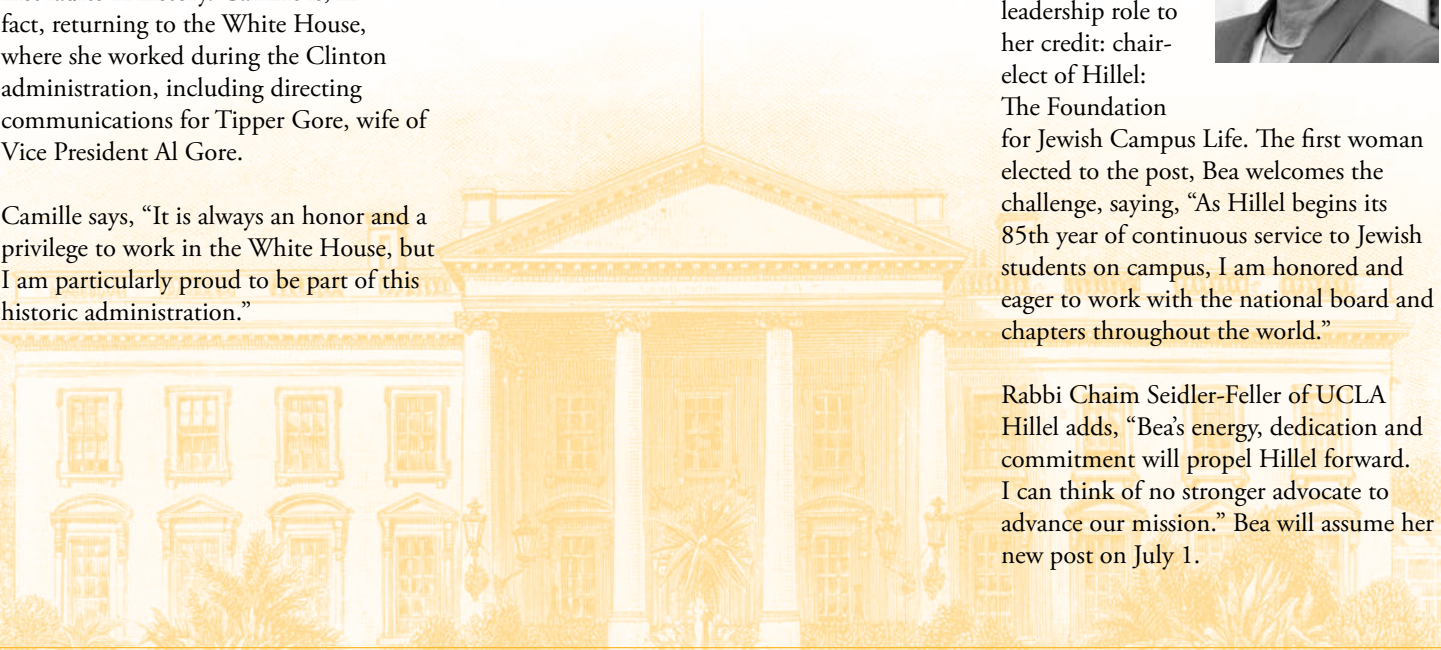 fact, returning to the White House,
where she worked during the Clinton
administration, including directing
communications for Tipper Gore, wife of
Vice President Al Gore.
Camille says, “It is always an honor and a
privilege to work in the White House, but
I am particularly proud to be part of this
historic administration.”
leadership role to
her credit: chair-
elect of Hillel:
The Foundation
for Jewish Campus Life. The first woman
elected to the post, Bea welcomes the
challenge, saying, “As Hillel begins its
85th year of continuous service to Jewish
students on campus, I am honored and
eager to work with the national board and
chapters throughout the world.”
Rabbi Chaim Seidler-Feller of UCLA
Hillel adds, “Bea’s energy, dedication and
commitment will propel Hillel forward.
I can think of no stronger advocate to
advance our mission.” Bea will assume her
new post on July 1.